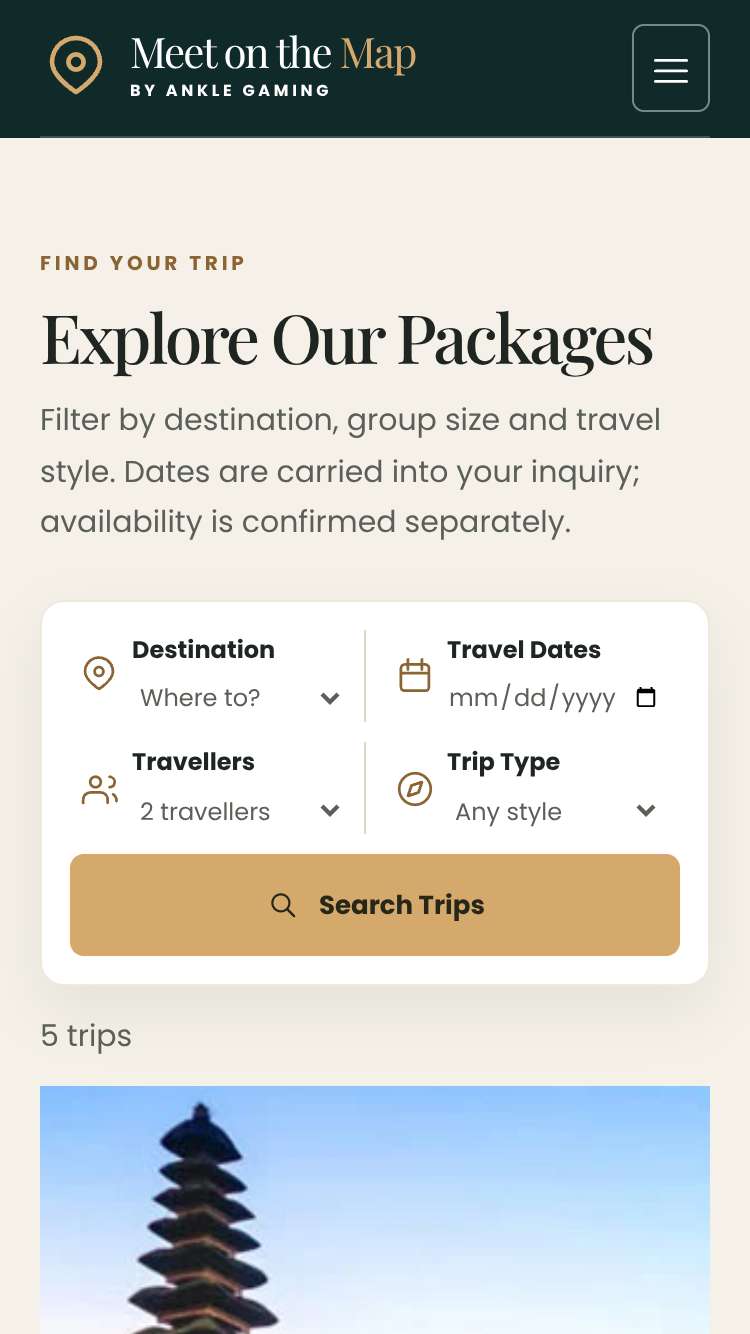 Meet on the Map
BY ANKLE GAMING
FIND YOUR TRIP
Explore Our Packages
Filter by destination, group size and travel
style. Dates are carried into your inquiry;
availability is confirmed separately.
Destination
Where to?
Travel Dates
mm/dd/yyyy
Travellers
2 travellers
Trip Type
Any style
Search Trips
5 trips